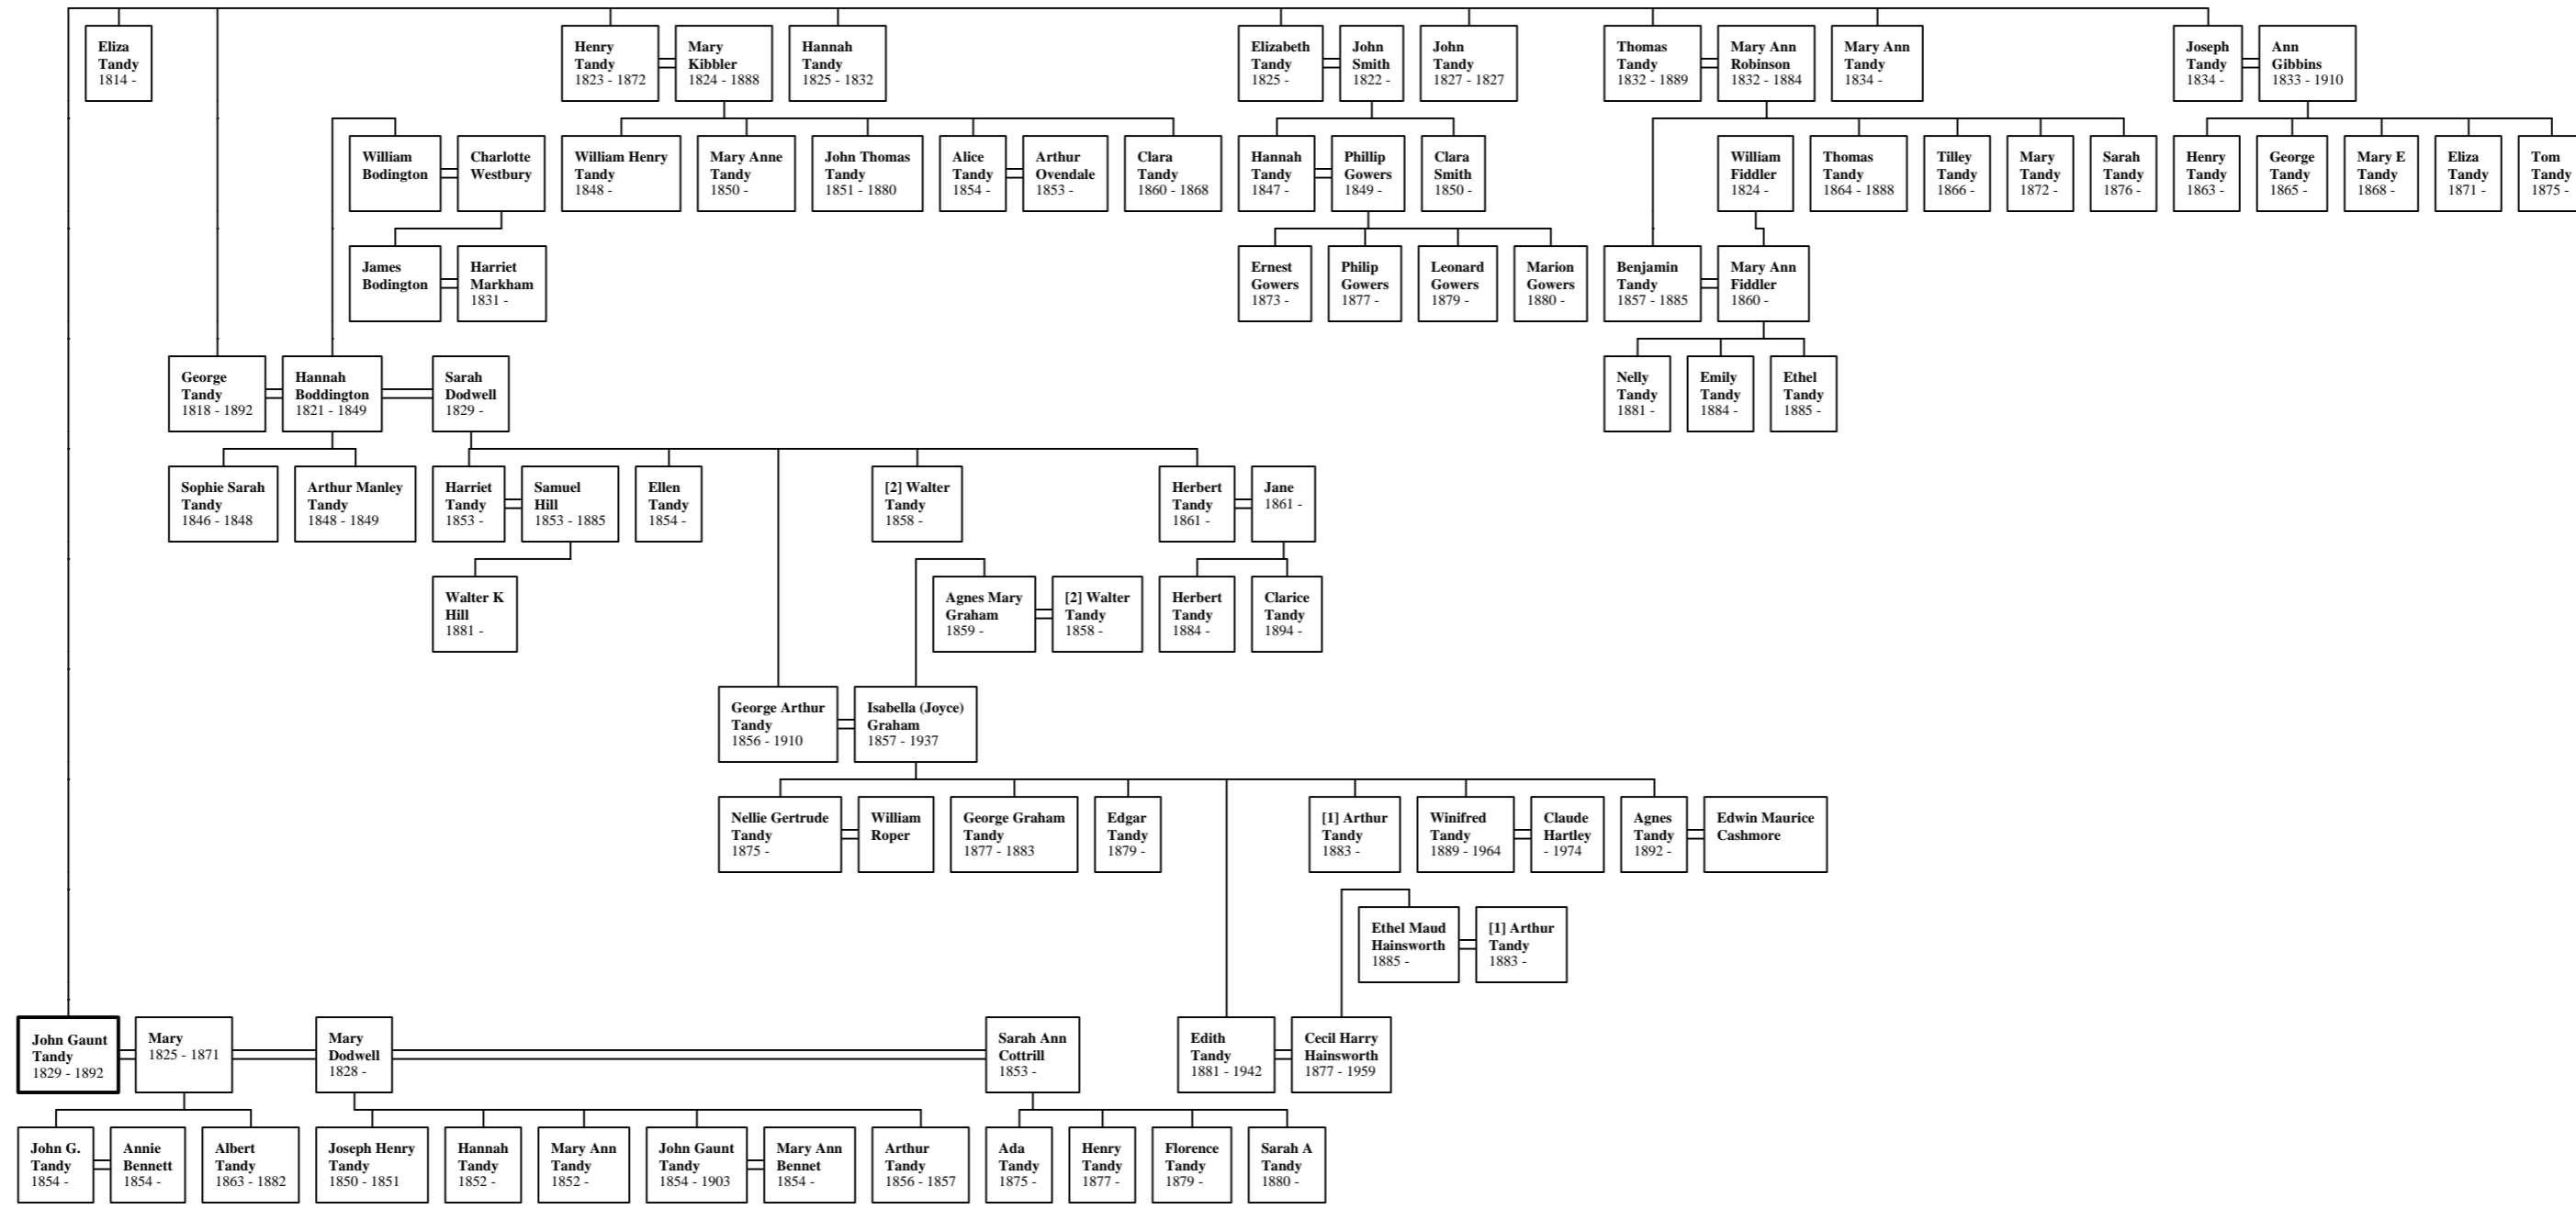 Eliza
Tandy
1814 -
Henry
Tandy
1823 - 1872
Mary
Kibbler
1824 - 1888
Hannah
Tandy
1825 - 1832
Elizabeth
Tandy
1825 -
John
Smith
1822 -
John
Tandy
1827 - 1827
Thomas
Tandy
1832 - 1889
Mary Ann
Robinson
1832 - 1884
Mary Ann
Tandy
1834 -
Joseph
Tandy
1834 -
Ann
Gibbins
1833 - 1910
William
Bodington
Charlotte
Westbury
William Henry
Tandy
1848 -
Mary Anne
Tandy
1850 -
John Thomas
Tandy
1851 - 1880
Alice
Tandy
1854 -
Arthur
Ovendale
1853 -
Clara
Tandy
1860 - 1868
Hannah
Tandy
1847 -
Phillip
Gowers
1849 -
Clara
Smith
1850 -
William
Fiddler
1824 -
Thomas
Tandy
1864 - 1888
Tilley
Tandy
1866 -
Mary
Tandy
1872 -
Sarah
Tandy
1876 -
Henry
Tandy
1863 -
George
Tandy
1865 -
Mary E
Tandy
1868 -
Eliza
Tandy
1871 -
Tom
Tandy
1875 -
James
Bodington
Harriet
Markham
1831 -
Ernest
Gowers
1873 -
Philip
Gowers
1877 -
Leonard
Gowers
1879 -
Marion
Gowers
1880 -
Benjamin
Tandy
1857 - 1885
Mary Ann
Fiddler
1860 -
George
Tandy
1818 - 1892
Hannah
Boddington
1821 - 1849
Sarah
Dodwell
1829 -
Nelly
Tandy
1881 -
Emily
Tandy
1884 -
Ethel
Tandy
1885 -
Sophie Sarah
Tandy
1846 - 1848
Arthur Manley
Tandy
1848 - 1849
Harriet
Tandy
1853 -
Samuel
Hill
1853 - 1885
Ellen
Tandy
1854 -
[2] Walter
Tandy
1858 -
Herbert
Tandy
1861 -
Jane
1861 -
Walter K
Hill
1881 -
Agnes Mary
Graham
1859 -
[2] Walter
Tandy
1858 -
Herbert
Tandy
1884 -
Clarice
Tandy
1894 -
George Arthur
Tandy
1856 - 1910
Isabella (Joyce)
Graham
1857 - 1937
Nellie Gertrude
Tandy
1875 -
William
Roper
George Graham
Tandy
1877 - 1883
Edgar
Tandy
1879 -
[1] Arthur
Tandy
1883 -
Winifred
Tandy
1889 - 1964
Claude
Hartley
- 1974
Agnes
Tandy
1892 -
Edwin Maurice
Cashmore
Ethel Maud
Hainsworth
1885 -
[1] Arthur
Tandy
1883 -
John Gaunt
Tandy
1829 - 1892
Mary
1825 - 1871
Mary
Dodwell
1828 -
Sarah Ann
Cottrill
1853 -
Edith
Tandy
1881 - 1942
Cecil Harry
Hainsworth
1877 - 1959
John G.
Tandy
1854 -
Annie
Bennett
1854 -
Albert
Tandy
1863 - 1882
Joseph Henry
Tandy
1850 - 1851
Hannah
Tandy
1852 -
Mary Ann
Tandy
1852 -
John Gaunt
Tandy
1854 - 1903
Mary Ann
Bennet
1854 -
Arthur
Tandy
1856 - 1857
Ada
Tandy
1875 -
Henry
Tandy
1877 -
Florence
Tandy
1879 -
Sarah A
Tandy
1880 -